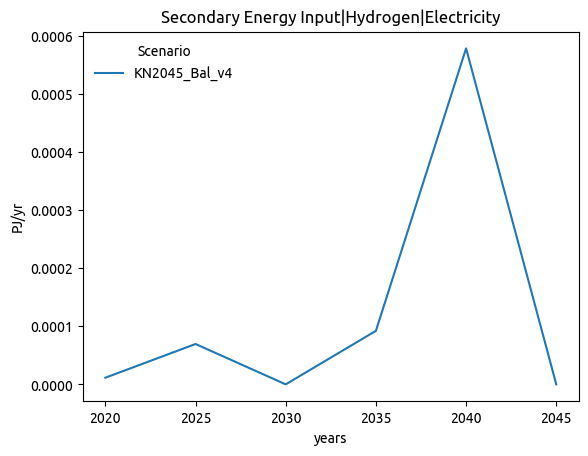 Secondary Energy Input|Hydrogen|Electricity
0.0006
0.0005
0.0004
0.0003
0.0002
0.0001
0.0000
PJ/yr
Scenario
KN2045_Bal_v4
2020 2025 2030 2035 2040 2045
years